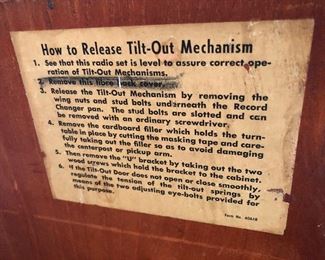 How to Release Tilt-Out Mechanism
1. See that this radio set is level to assure correct ope-
ration of Tilt-Out Mechanisms.
2. Remove this fibre back cover.
3. Release the Tilt-Out Mechanism by removing the
wing nuts and stud bolts underneath the Record
Changer pan. The stud bolts are slotted and can
be removed with an ordinary screwdriver.
4. Remove the cardboard filler which holds the turn-
table in place by cutting the masking tape and care-
fully taking out the filler so as to avoid damaging
the centerpost or pickup arm.
5. Then remove the "U" bracket by taking out the two
wood screws which hold the bracket to the cabinet.
6. If the Tilt-Out Door does not open or close smoothly,
regulate the tension of the tilt-out springs by
means of the two adjusting eye-bolts provided for
this purpose.
Form No.